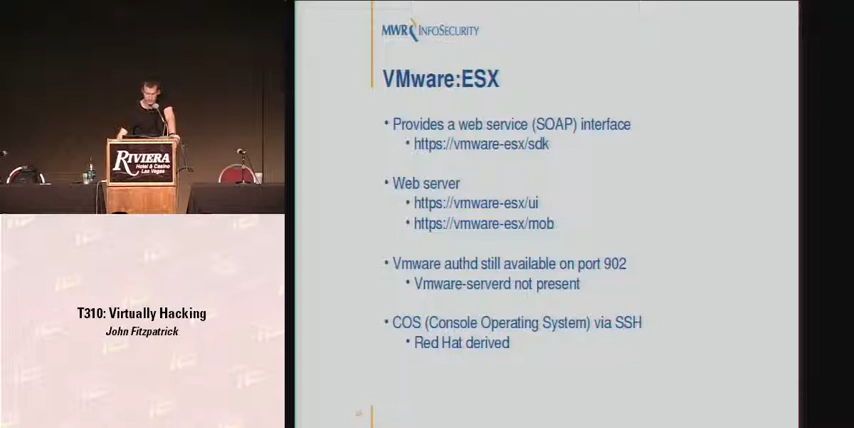 MWR INFOSECURITY
VMware:ESX
• Provides a web service (SOAP) interface
• https://vmware-esx/sdk
• Web server
• https://vmware-esx/ui
• https://vmware-esx/mob
• Vmware authd still available on port 902
• Vmware-serverd not present
• COS (Console Operating System) via SSH
• Red Hat derived
RIVIERA
Hotel & Casino
Las Vegas
T310: Virtually Hacking
John Fitzpatrick